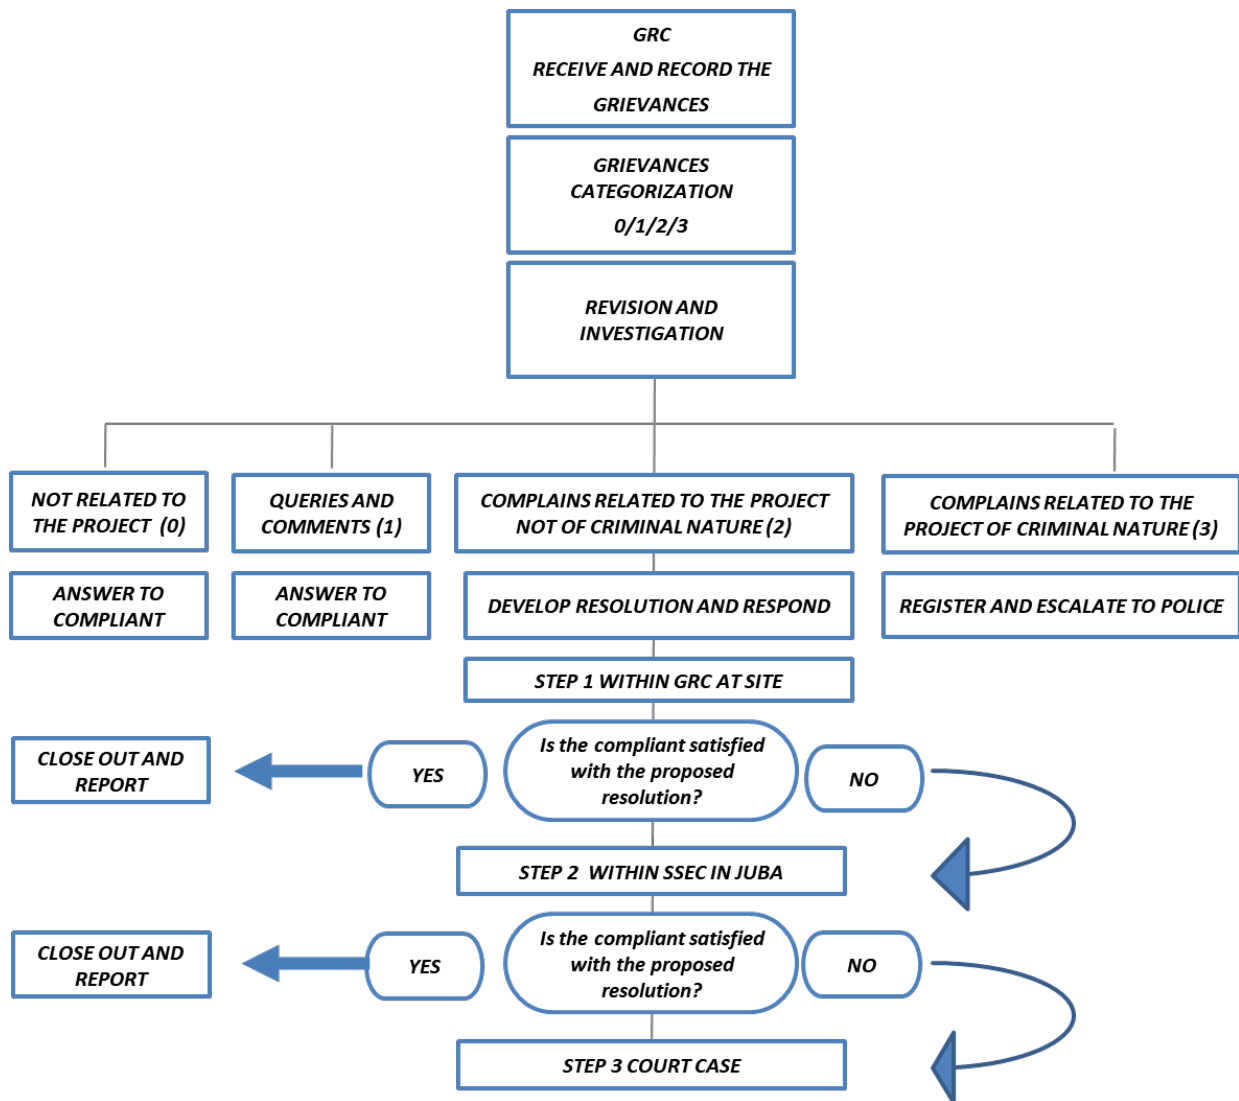 GRC
RECEIVE AND RECORD THE
GRIEVANCES
GRIEVANCES
CATEGORIZATION
0/1/2/3
REVISION AND
INVESTIGATION
NOT RELATED TO
THE PROJECT (0)
QUERIES AND
COMMENTS (1)
COMPLAINS RELATED TO THE PROJECT
NOT OF CRIMINAL NATURE (2)
COMPLAINS RELATED TO THE
PROJECT OF CRIMINAL NATURE (3)
ANSWER TO
COMPLIANT
ANSWER TO
COMPLIANT
DEVELOP RESOLUTION AND RESPOND
REGISTER AND ESCALATE TO POLICE
STEP 1 WITHIN GRC AT SITE
CLOSE OUT AND
REPORT
YES
Is the compliant satisfied
with the proposed
resolution?
NO
STEP 2 WITHIN SSEC IN JUBA
CLOSE OUT AND
REPORT
YES
Is the compliant satisfied
with the proposed
resolution?
NO
STEP 3 COURT CASE